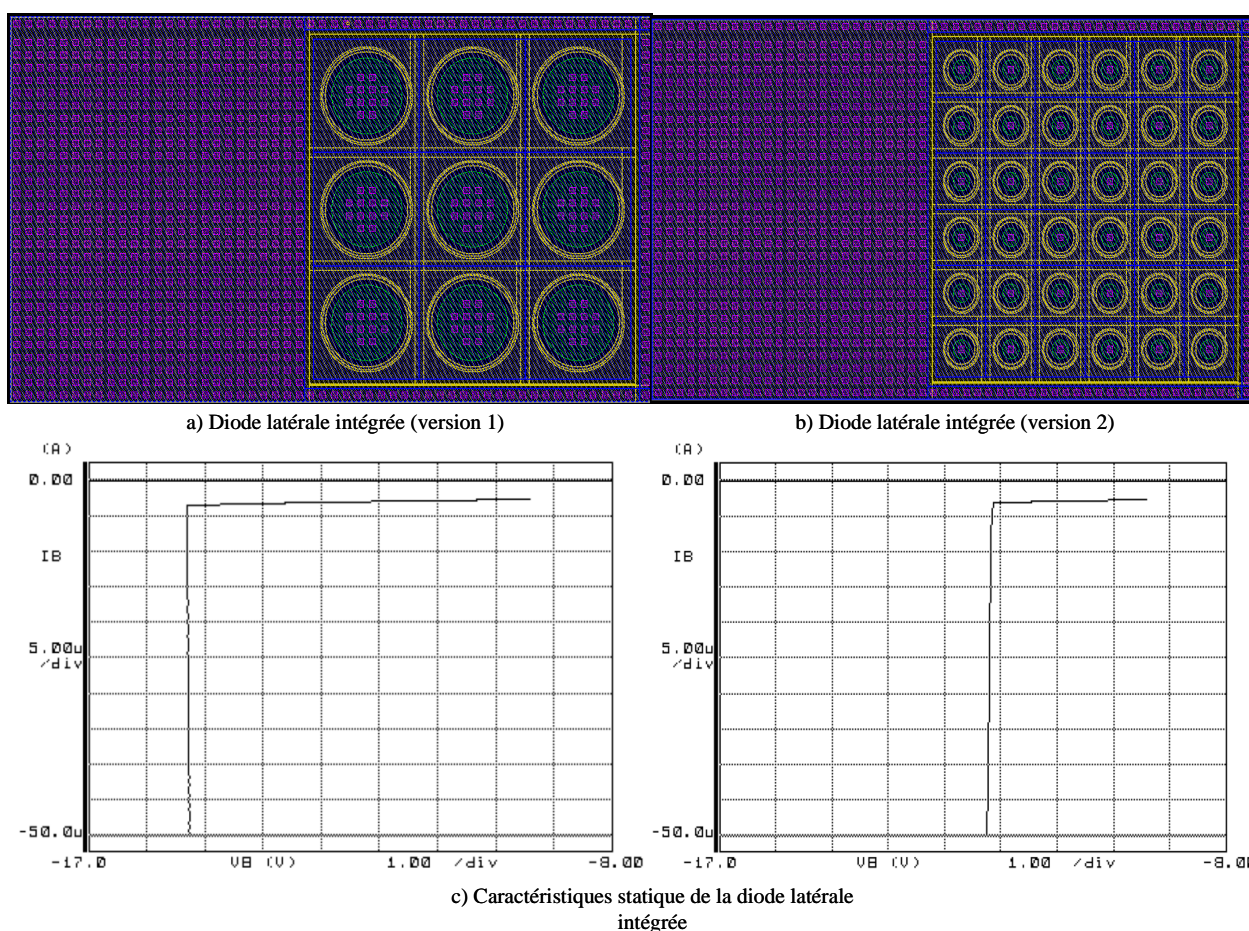 a) Diode latérale intégrée (version 1)
b) Diode latérale intégrée (version 2)
(A)
0.00
IB
5.00u
/div
-50.0u
-17.0 VB (V) 1.00 /div -8.00
(A)
0.00
IB
5.00u
/div
-50.0u
-17.0 VB (V) 1.00 /div -8.00
c) Caractéristiques statique de la diode latérale
intégrée